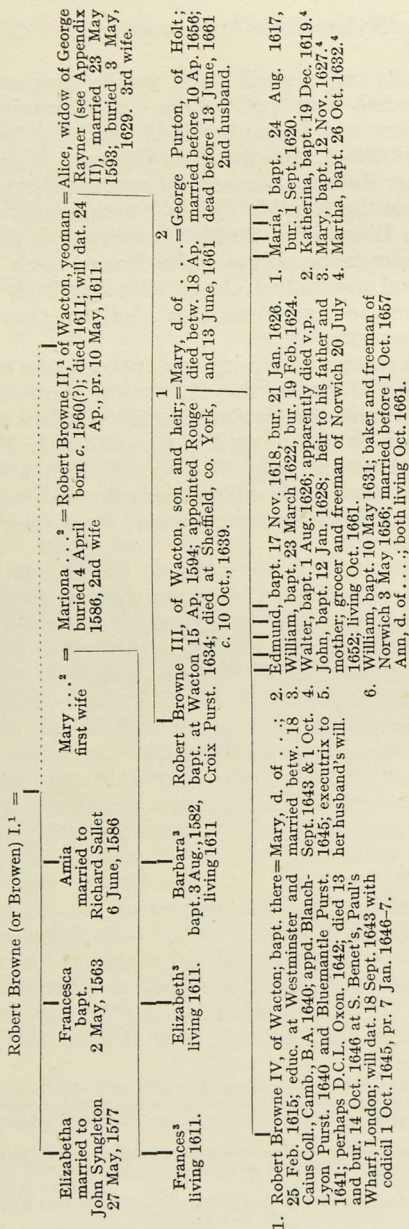 Robert Browne (or Browen) I.¹ =
Elizabetha
married to
John Syngleton
27 May, 1577
Francesca
bapt.
2 May, 1563
Amia
married to
Richard Sallet
6 June, 1586
Mary ...² =
first wife
Mariona ...² = Robert Browne II,¹ of Wacton, yeoman = Alice, widow of George
buried 4 April born c. 1560(?); died 1611; will dat. 24 Rayner (see Appendix
1586, 2nd wife Ap., pr. 10 May, 1611. II), married 23 May
1593; buried 3 May,
1629. 3rd wife.
Frances³
living 1611.
Elizabeth³
living 1611.
Barbara³
bapt. 3 Aug., 1582,
living 1611
1 2
Robert Browne III, of Wacton, son and heir; = Mary, d. of . . . = George Purton, of Holt;
bapt. at Wacton 15 Ap. 1594; appointed Rouge died betw. 18 Ap. married before 10 Ap. 1656;
Croix Purst. 1634; died at Sheffield, co. York, and 13 June, 1661 dead before 13 June, 1661
c. 10 Oct., 1639. 2nd husband.
1. Robert Browne IV, of Wacton; bapt. there = Mary, d. of . . . ;
25 Feb. 1615; educ. at Westminster and married betw. 18
Caius Coll., Camb., B.A. 1640; appd. Blanch- Sept. 1643 & 1 Oct.
Lyon Purst. 1640 and Bluemantle Purst. 1645; executrix to
1641; perhaps D.C.L. Oxon. 1642; died 13 her husband's will.
and bur. 14 Oct. 1646 at S. Benet's, Paul's
Wharf, London; will dat. 18 Sept. 1643 with
codicil 1 Oct. 1645, pr. 7 Jan. 1646–7.
2. Edmund, bapt. 17 Nov. 1618, bur. 21 Jan. 1626.
3. William, bapt. 23 March 1622, bur. 19 Feb. 1624.
4. Walter, bapt. 1 Aug. 1626; apparently died v.p.
5. John, bapt. 12 Jan. 1628; heir to his father and
mother; grocer and freeman of Norwich 20 July
1652; living Oct. 1661.
6. William, bapt. 10 May 1631; baker and freeman of
Norwich 3 May 1656; married before 1 Oct. 1657
Ann, d. of . . . .; both living Oct. 1661.
1. Maria, bapt. 24 Aug. 1617,
bur. 1 Sept. 1620.
2. Katherina, bapt. 19 Dec. 1619.⁴
3. Mary, bapt. 12 Nov. 1627.⁴
4. Martha, bapt. 26 Oct. 1632.⁴